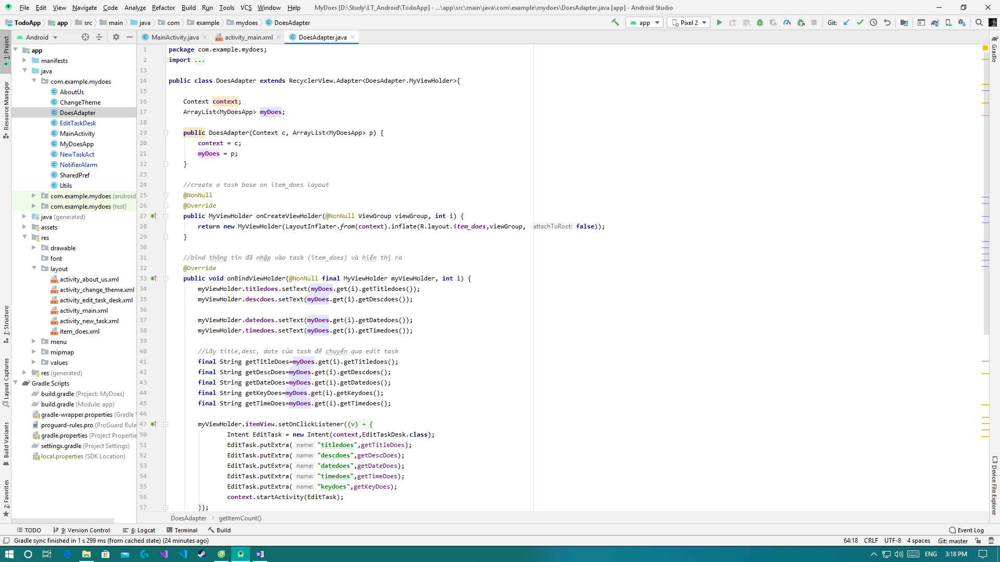 File Edit View Navigate Code Analyze Refactor Build Run Tools VCS Window Help MyDoes [D:\Study\LT_Android\TodoApp] - ...\app\src\main\java\com\example\mydoes\DoesAdapter.java [app] - Android Studio
TodoApp app src main java com example mydoes DoesAdapter app Pixel 2 Git:
Android MainActivity.java activity_main.xml DoesAdapter.java
1: Project
Resource Manager
7: Structure
Layout Captures
Build Variants
2: Favorites
app
manifests
java
com.example.mydoes
AboutUs
ChangeTheme
DoesAdapter
EditTaskDesk
MainActivity
MyDoesApp
NewTaskAct
NotifierAlarm
SharedPref
Utils
com.example.mydoes (android
com.example.mydoes (test)
java (generated)
assets
res
drawable
font
layout
activity_about_us.xml
activity_change_theme.xml
activity_edit_task_desk.xml
activity_main.xml
activity_new_task.xml
item_does.xml
menu
mipmap
values
res (generated)
Gradle Scripts
build.gradle (Project: MyDoes)
build.gradle (Module: app)
gradle-wrapper.properties (Gradle
proguard-rules.pro (ProGuard Rule
gradle.properties (Project Propertie
settings.gradle (Project Settings)
local.properties (SDK Location)
1 package com.example.mydoes;
2 import ...
13
14 public class DoesAdapter extends RecyclerView.Adapter<DoesAdapter.MyViewHolder>{
15
16 Context context;
17 ArrayList<MyDoesApp> myDoes;
18
19 public DoesAdapter(Context c, ArrayList<MyDoesApp> p) {
20 context = c;
21 myDoes = p;
22 }
23
24 //create a task base on item_does layout
25 @NonNull
26 @Override
27 public MyViewHolder onCreateViewHolder(@NonNull ViewGroup viewGroup, int i) {
28 return new MyViewHolder(LayoutInflater.from(context).inflate(R.layout.item_does,viewGroup, attachToRoot: false));
29 }
30
31 //bind thông tin đã nhập vào task (item_does) và hiển thị ra
32 @Override
33 public void onBindViewHolder(@NonNull final MyViewHolder myViewHolder, int i) {
34 myViewHolder.titledoes.setText(myDoes.get(i).getTitledoes());
35 myViewHolder.descdoes.setText(myDoes.get(i).getDescdoes());
36
37 myViewHolder.datedoes.setText(myDoes.get(i).getDatedoes());
38 myViewHolder.timedoes.setText(myDoes.get(i).getTimedoes());
39
40 //lấy title,desc, date của task để chuyển qua edit task
41 final String getTitleDoes=myDoes.get(i).getTitledoes();
42 final String getDescDoes=myDoes.get(i).getDescdoes();
43 final String getDateDoes=myDoes.get(i).getDatedoes();
44 final String getKeyDoes=myDoes.get(i).getKeydoes();
45 final String getTimeDoes=myDoes.get(i).getTimedoes();
46
47 myViewHolder.itemView.setOnClickListener((v) → {
50 Intent EditTask = new Intent(context,EditTaskDesk.class);
51 EditTask.putExtra( name: "titledoes",getTitleDoes);
52 EditTask.putExtra( name: "descdoes",getDescDoes);
53 EditTask.putExtra( name: "datedoes",getDateDoes);
54 EditTask.putExtra( name: "timedoes",getTimeDoes);
55 EditTask.putExtra( name: "keydoes",getKeyDoes);
56 context.startActivity(EditTask);
57 });
DoesAdapter getItemCount()
Gradle
Device File Explorer
TODO 9: Version Control 6: Logcat Terminal Build Event Log
Gradle sync finished in 1 s 299 ms (from cached state) (24 minutes ago) 64:18 CRLF UTF-8 4 spaces Git: master
ENG 3:18 PM